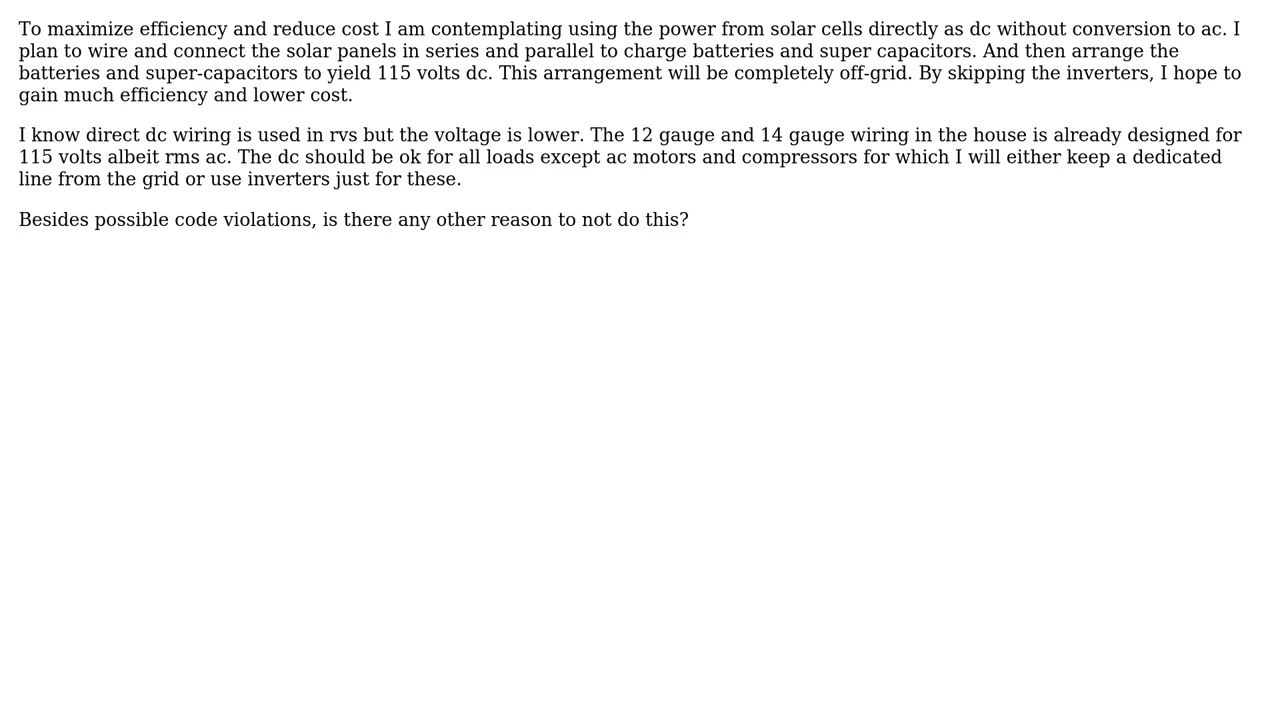 To maximize efficiency and reduce cost I am contemplating using the power from solar cells directly as dc without conversion to ac. I
plan to wire and connect the solar panels in series and parallel to charge batteries and super capacitors. And then arrange the
batteries and super-capacitors to yield 115 volts dc. This arrangement will be completely off-grid. By skipping the inverters, I hope to
gain much efficiency and lower cost.
I know direct dc wiring is used in rvs but the voltage is lower. The 12 gauge and 14 gauge wiring in the house is already designed for
115 volts albeit rms ac. The dc should be ok for all loads except ac motors and compressors for which I will either keep a dedicated
line from the grid or use inverters just for these.
Besides possible code violations, is there any other reason to not do this?